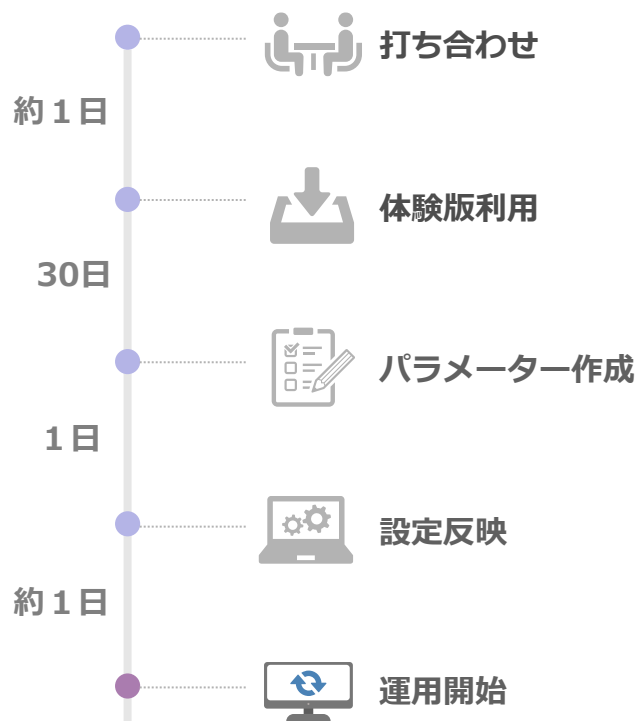 打ち合わせ
約１日
体験版利用
30日
パラメーター作成
１日
設定反映
約１日
運用開始